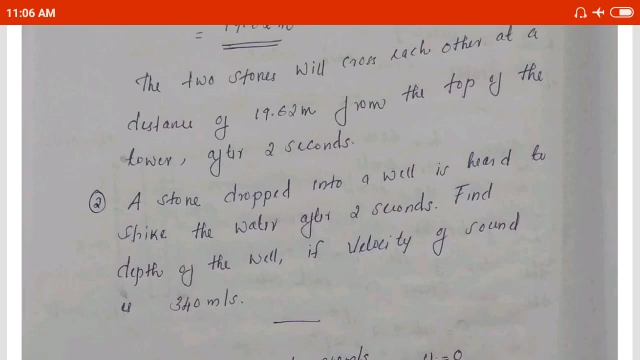 11:06 AM
=
The two stones will cross each other at a
distance of 19.62m from the top of the
tower, after 2 seconds.
② A stone dropped into a well is heard to
strike the water after 2 seconds. Find
depth of the well, if velocity of sound
is 340m/s.
u=0